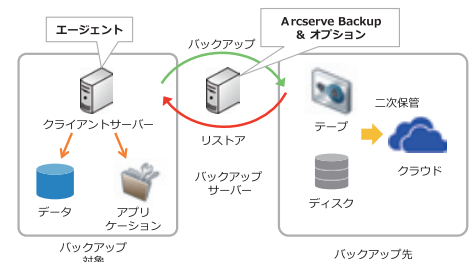 エージェント
Arcserve Backup
& オプション
バックアップ
クライアントサーバー
リストア
テープ
二次保管
クラウド
バックアップ
サーバー
データ
アプリ
ケーション
ディスク
バックアップ
対象
バックアップ先